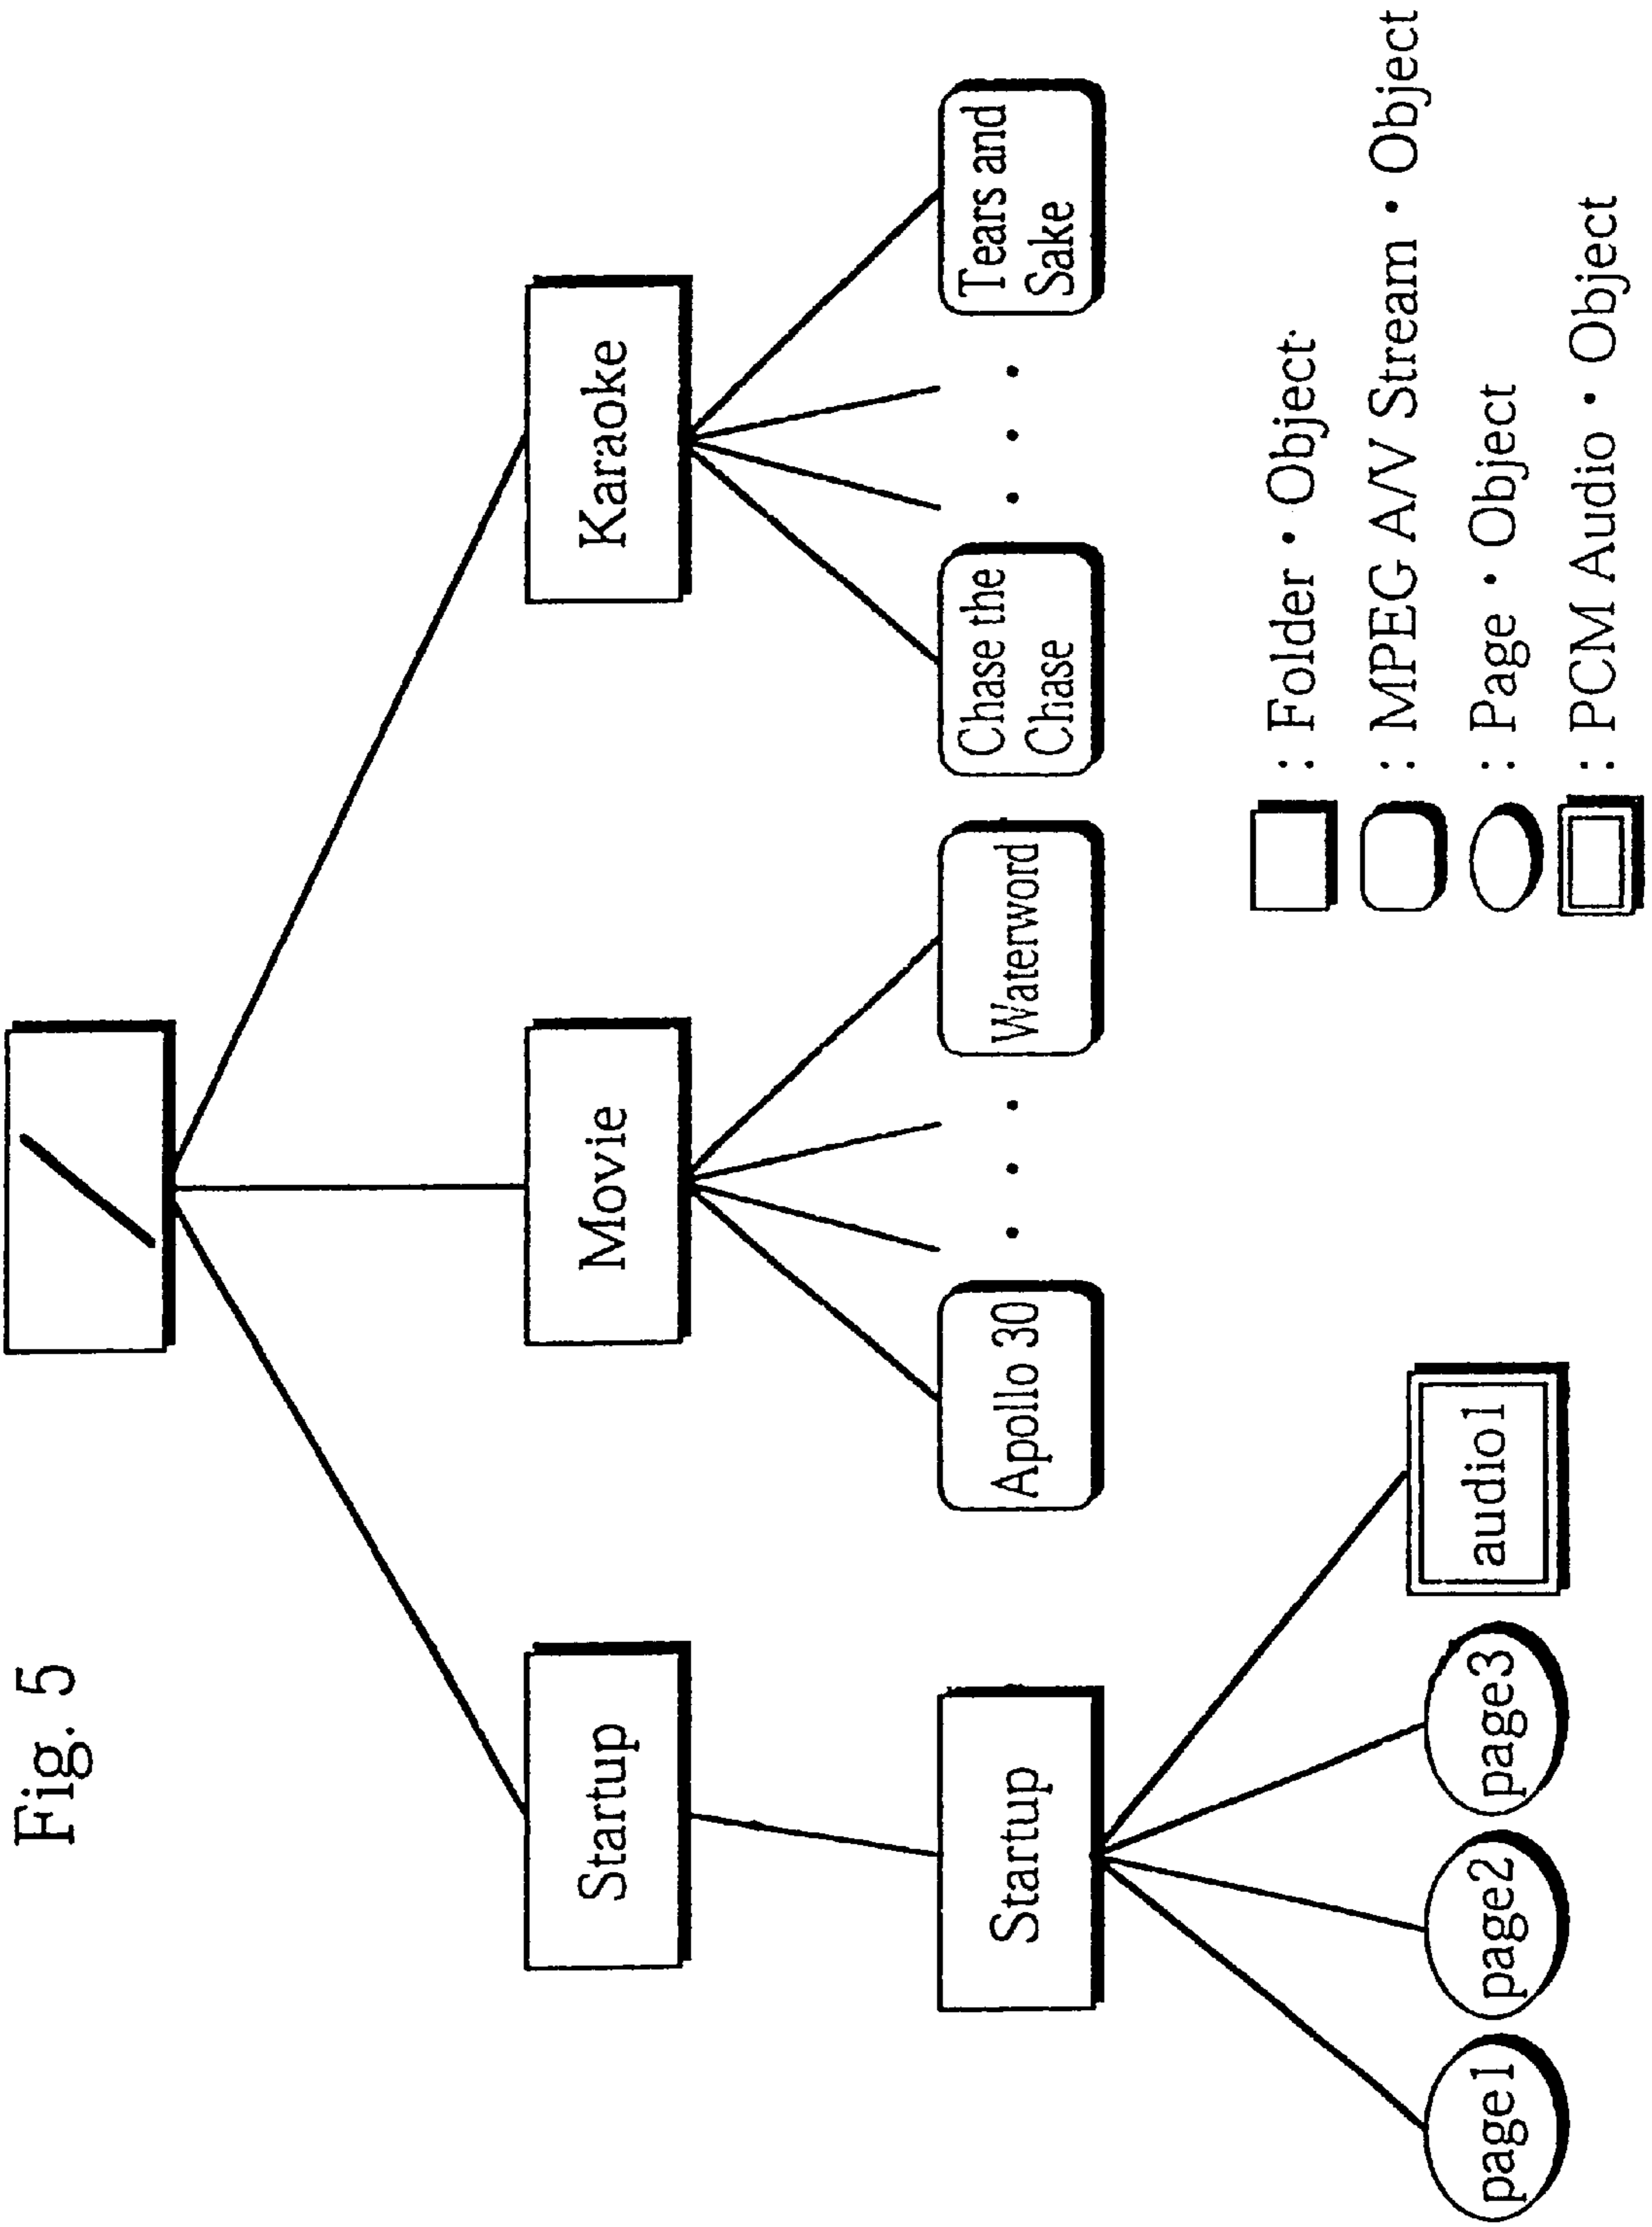 Fig. 5
/
Startup
Movie
Karaoke
Startup
Apollo 30
. . .
Waterword
Chase the
Chase
. . .
Tears and
Sake
page1
page2
page3
audio1
: Folder・Object
: MPEG A/V Stream・Object
: Page・Object
: PCM Audio・Object